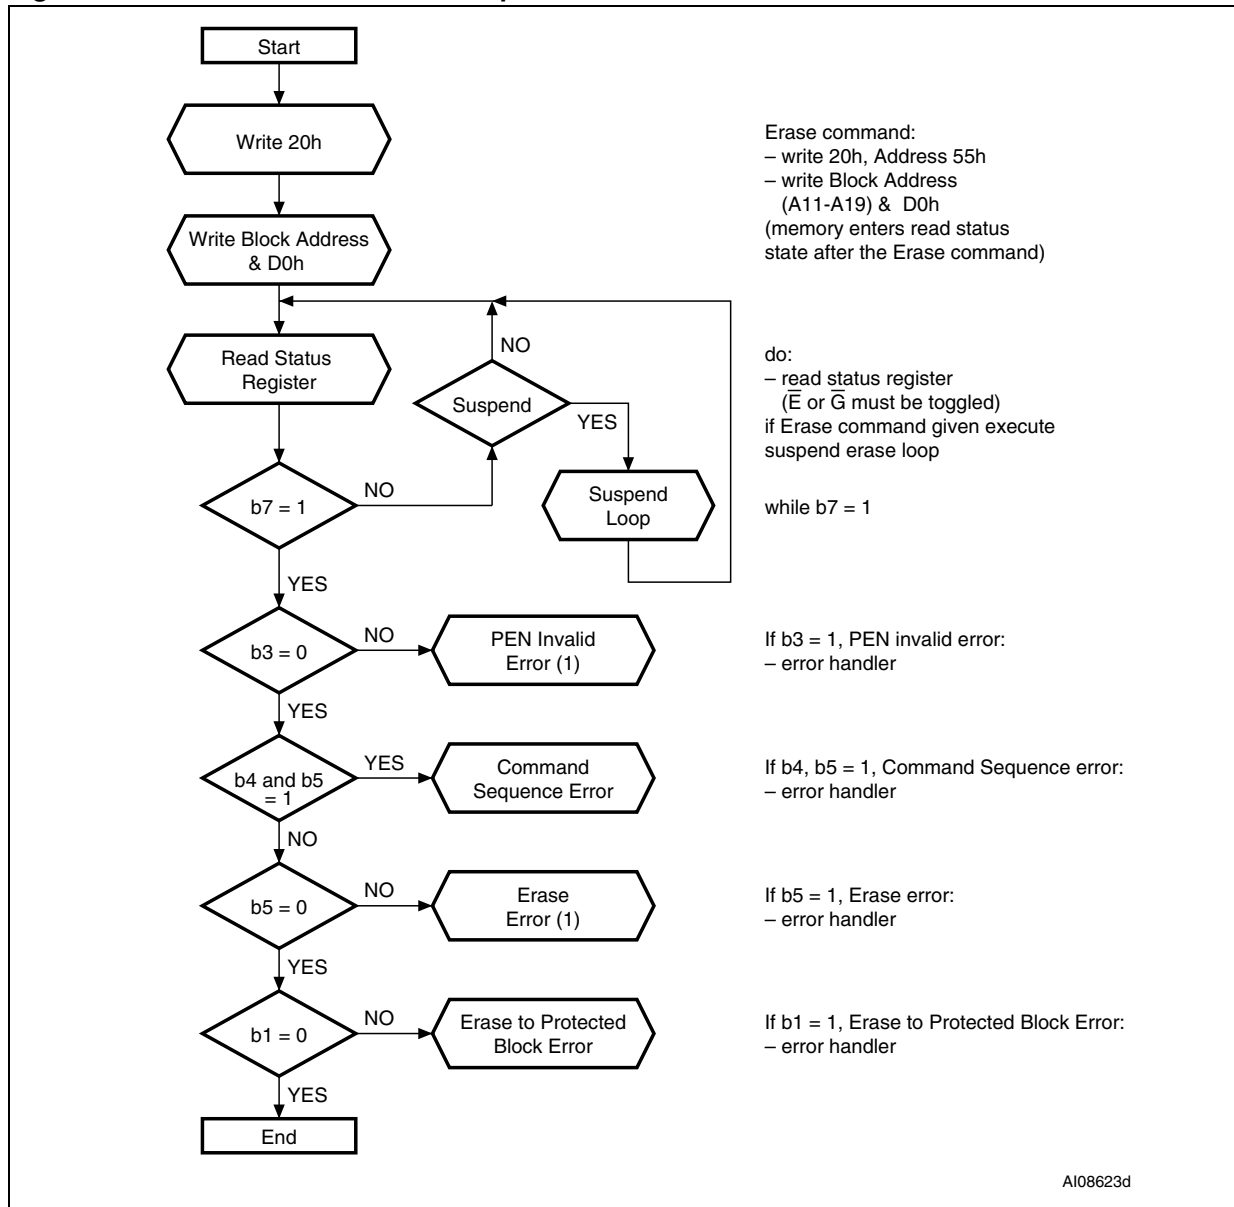 Start
Write 20h
Erase command:
– write 20h, Address 55h
– write Block Address
(A11-A19) & D0h
(memory enters read status
state after the Erase command)
Write Block Address
& D0h
Read Status
Register
NO
Suspend
YES
do:
– read status register
(E̅ or G̅ must be toggled)
if Erase command given execute
suspend erase loop
b7 = 1
NO
Suspend
Loop
while b7 = 1
YES
b3 = 0
NO
PEN Invalid
Error (1)
If b3 = 1, PEN invalid error:
– error handler
YES
b4 and b5
= 1
YES
Command
Sequence Error
If b4, b5 = 1, Command Sequence error:
– error handler
NO
b5 = 0
NO
Erase
Error (1)
If b5 = 1, Erase error:
– error handler
YES
b1 = 0
NO
Erase to Protected
Block Error
If b1 = 1, Erase to Protected Block Error:
– error handler
YES
End
AI08623d